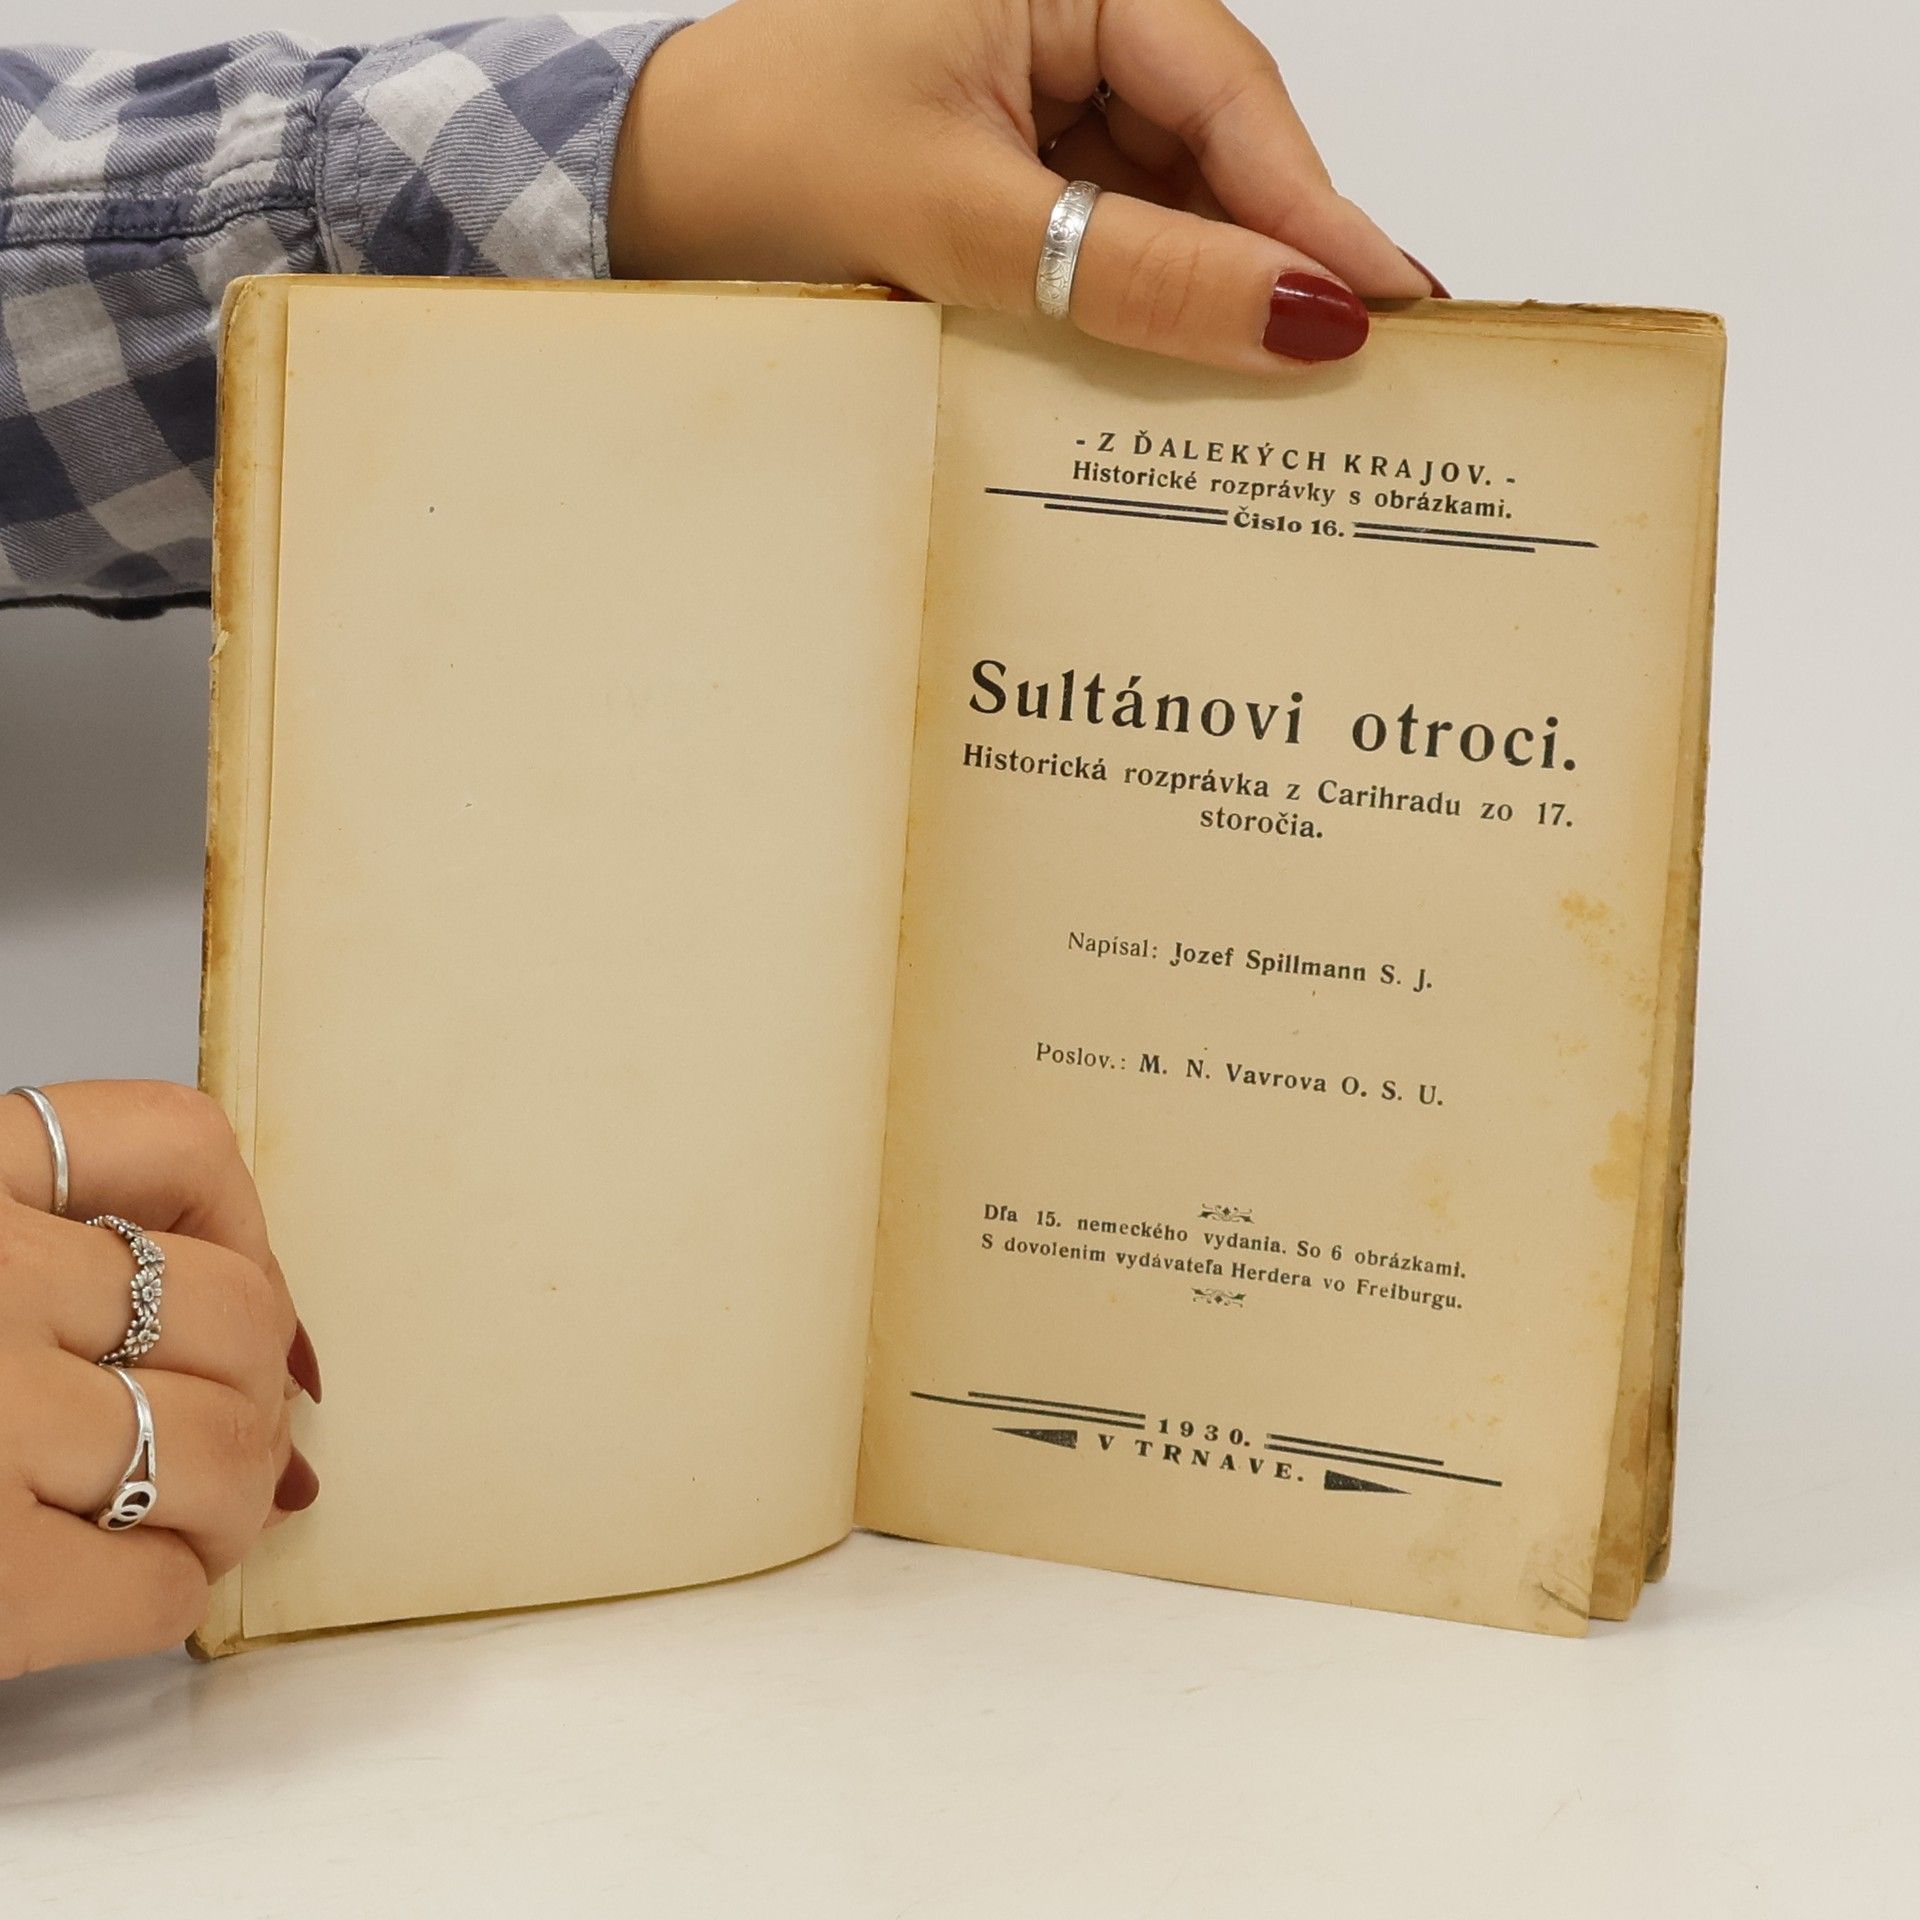 - Z ĎALEKÝCH KRAJOV. -
Historické rozprávky s obrázkami.
Čislo 16.
Sultánovi otroci.
Historická rozprávka z Carihradu zo 17.
storočia.
Napísal: Jozef Spillmann S. J.
Poslov.: M. N. Vavrova O. S. U.
Dľa 15. nemeckého vydania. So 6 obrázkami.
S dovolením vydávateľa Herdera vo Freiburgu.
1930.
V TRNAVE.